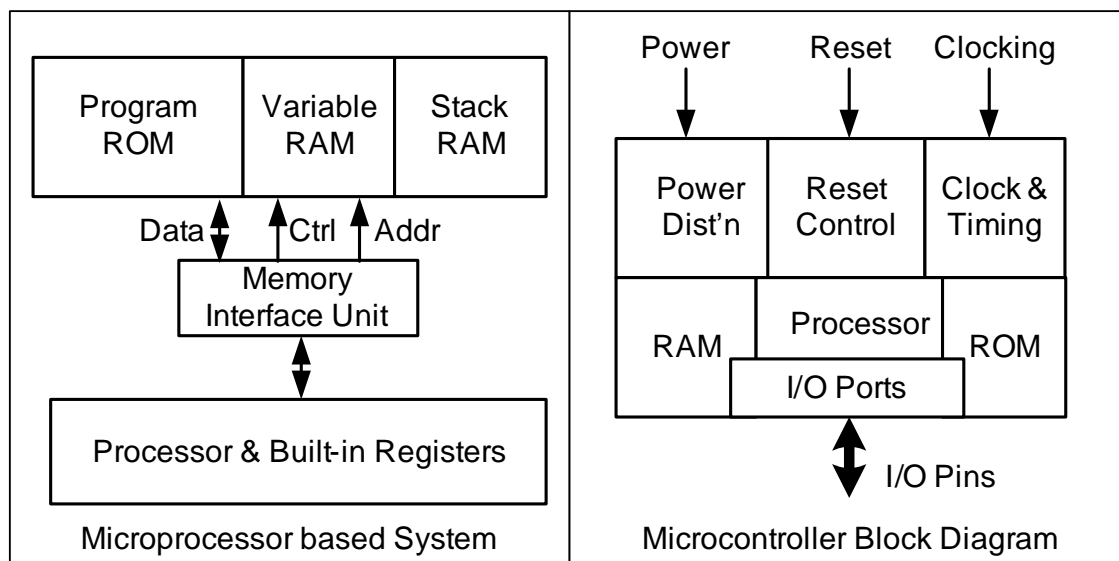 Program
ROM
Variable
RAM
Stack
RAM
Data
Ctrl
Addr
Memory
Interface Unit
Processor & Built-in Registers
Microprocessor based System
Power
Reset
Clocking
Power
Dist'n
Reset
Control
Clock &
Timing
RAM
Processor
ROM
I/O Ports
I/O Pins
Microcontroller Block Diagram